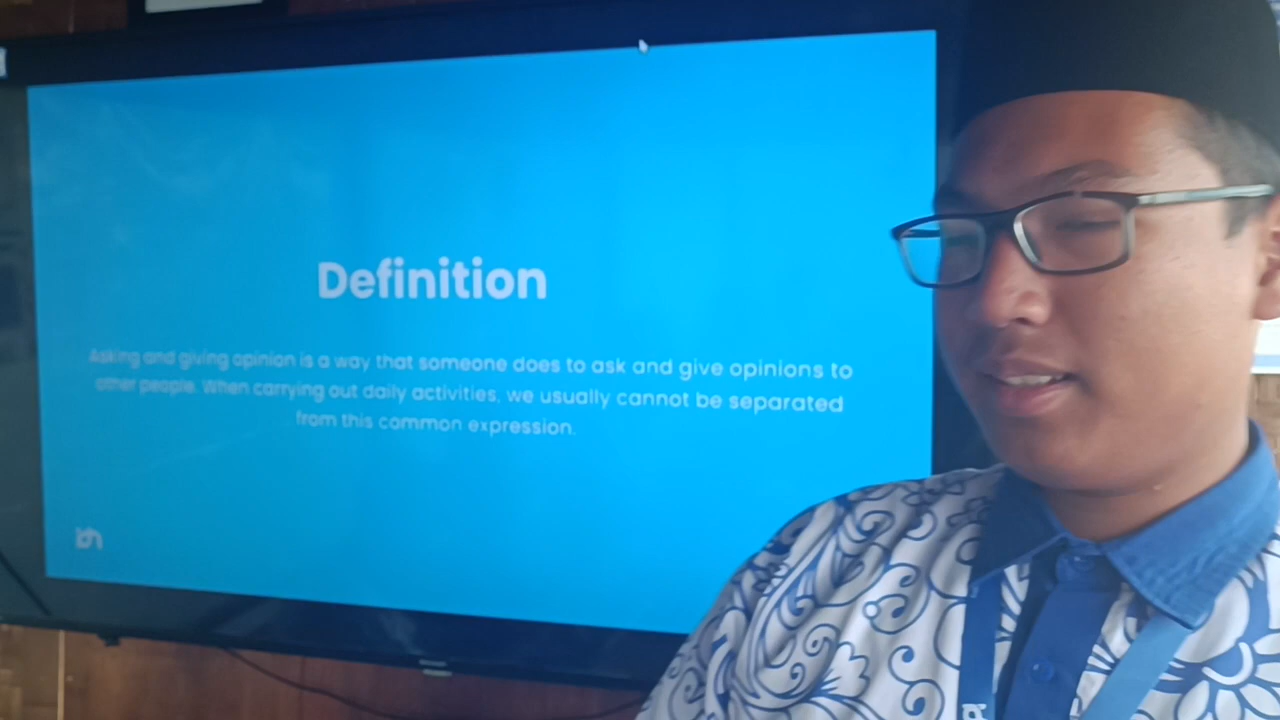 Definition
Asking and giving opinion is a way that someone does to ask and give opinions to
other people. When carrying out daily activities, we usually cannot be separated
from this common expression.